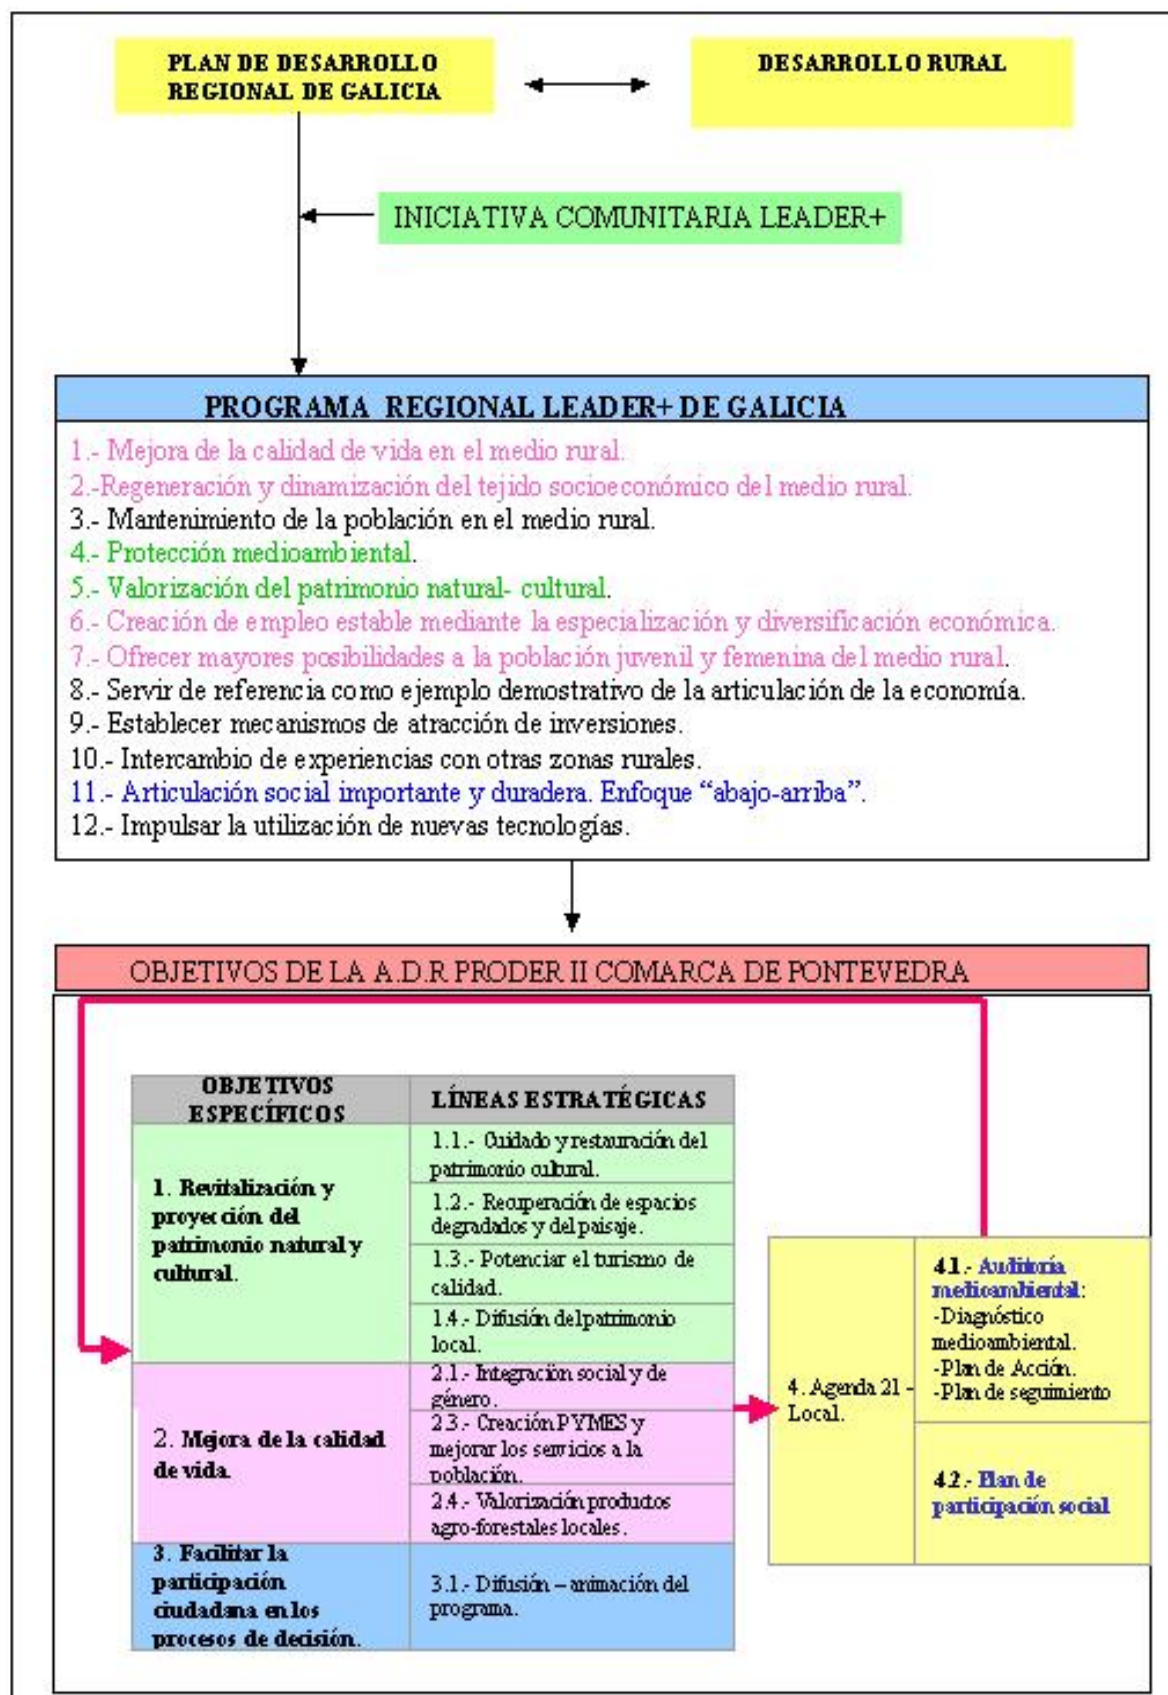 PLAN DE DESARROLLO
REGIONAL DE GALICIA
DESARROLLO RURAL
INICIATIVA COMUNITARIA LEADER+
PROGRAMA REGIONAL LEADER+ DE GALICIA
1.- Mejora de la calidad de vida en el medio rural.
2.-Regeneración y dinamización del tejido socioeconómico del medio rural.
3.- Mantenimiento de la población en el medio rural.
4.- Protección medioambiental.
5.- Valorización del patrimonio natural- cultural.
6.- Creación de empleo estable mediante la especialización y diversificación económica.
7.- Ofrecer mayores posibilidades a la población juvenil y femenina del medio rural.
8.- Servir de referencia como ejemplo demostrativo de la articulación de la economía.
9.- Establecer mecanismos de atracción de inversiones.
10.- Intercambio de experiencias con otras zonas rurales.
11.- Articulación social importante y duradera. Enfoque “abajo-arriba”.
12.- Impulsar la utilización de nuevas tecnologías.
OBJETIVOS DE LA A.D.R PRODER II COMARCA DE PONTEVEDRA
OBJETIVOS
ESPECÍFICOS
LÍNEAS ESTRATÉGICAS
1. Revitalización y
proyección del
patrimonio natural y
cultural.
1.1.- Cuidado y restauración del
patrimonio cultural.
1.2.- Recuperación de espacios
degradados y del paisaje.
1.3.- Potenciar el turismo de
calidad.
1.4.- Difusión del patrimonio
local.
2. Mejora de la calidad
de vida.
2.1.- Integración social y de
género.
2.3.- Creación PYMES y
mejorar los servicios a la
población.
2.4.- Valorización productos
agro-forestales locales.
3. Facilitar la
participación
ciudadana en los
procesos de decisión.
3.1.- Difusión – animación del
programa.
4. Agenda 21 -
Local.
4.1.- Auditoría
medioambiental:
-Diagnóstico
medioambiental.
-Plan de Acción.
-Plan de seguimiento
4.2.- Plan de
participación social